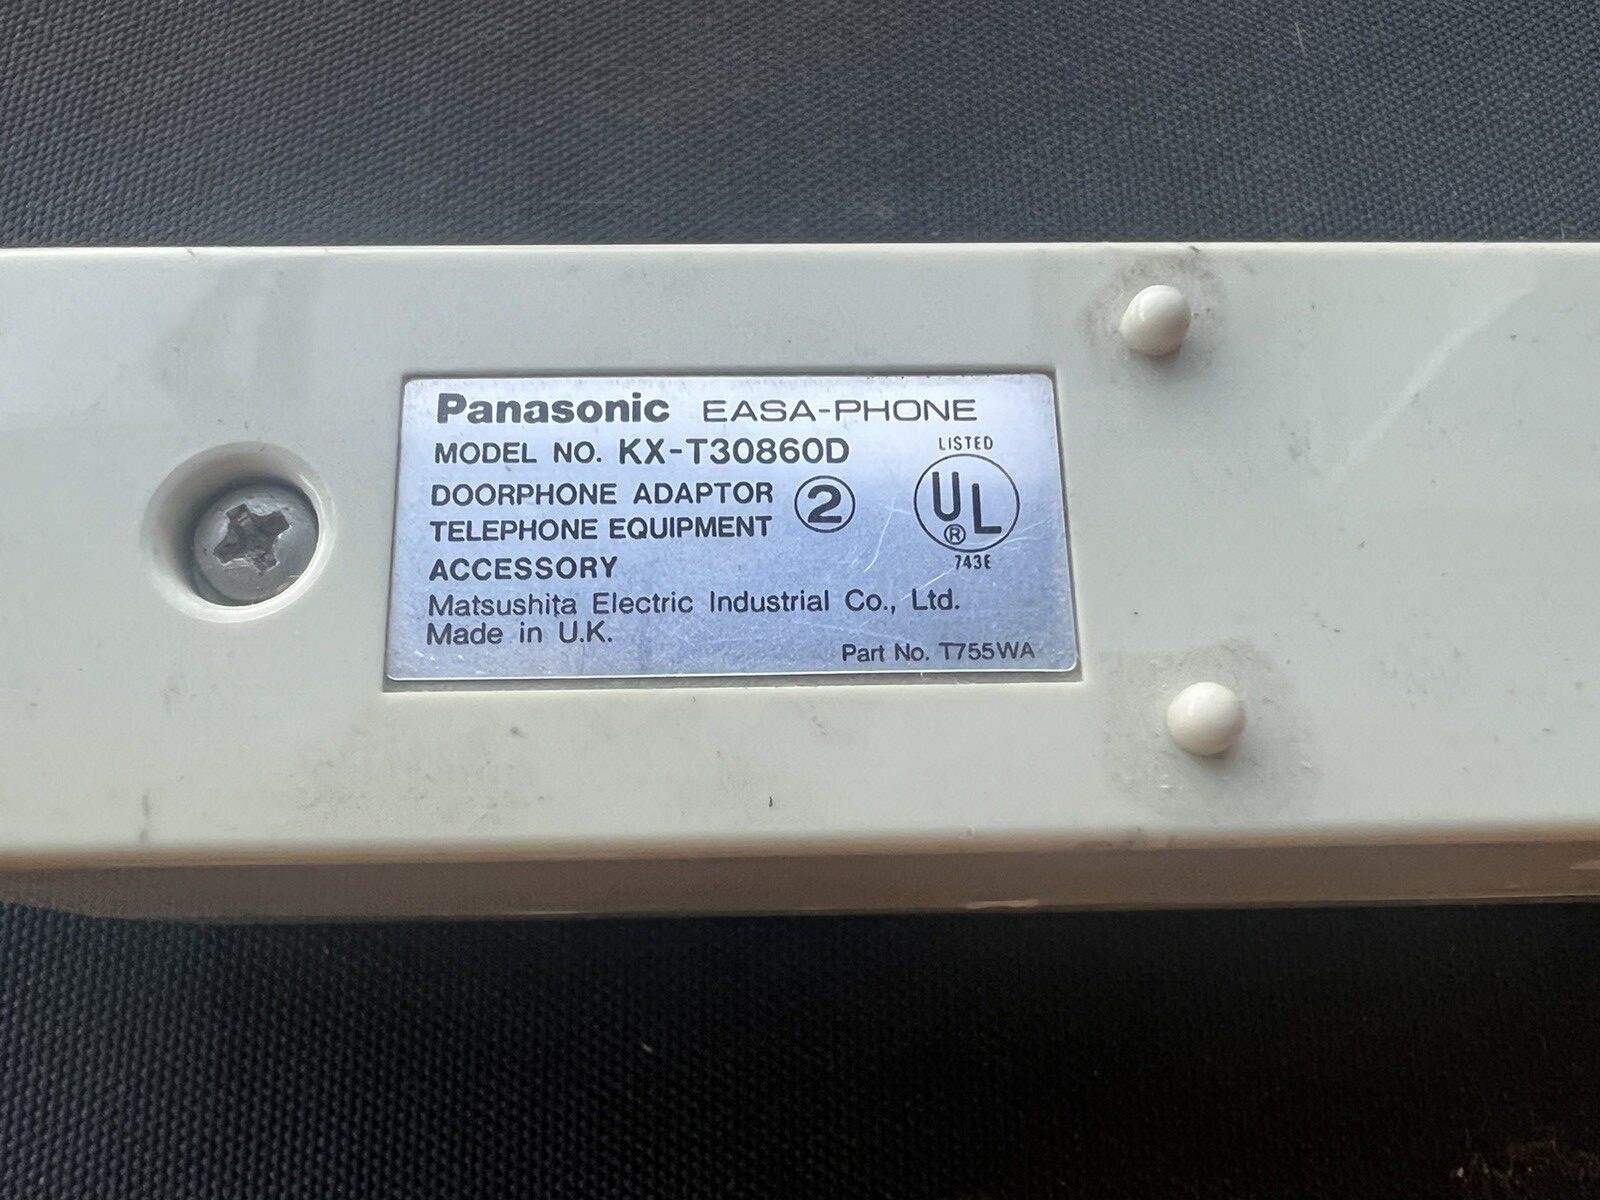 Panasonic EASA-PHONE
MODEL NO. KX-T30860D
LISTED
DOORPHONE ADAPTOR
TELEPHONE EQUIPMENT
2
UL
®
ACCESSORY
743E
Matsushita Electric Industrial Co., Ltd.
Made in U.K.
Part No. T755WA